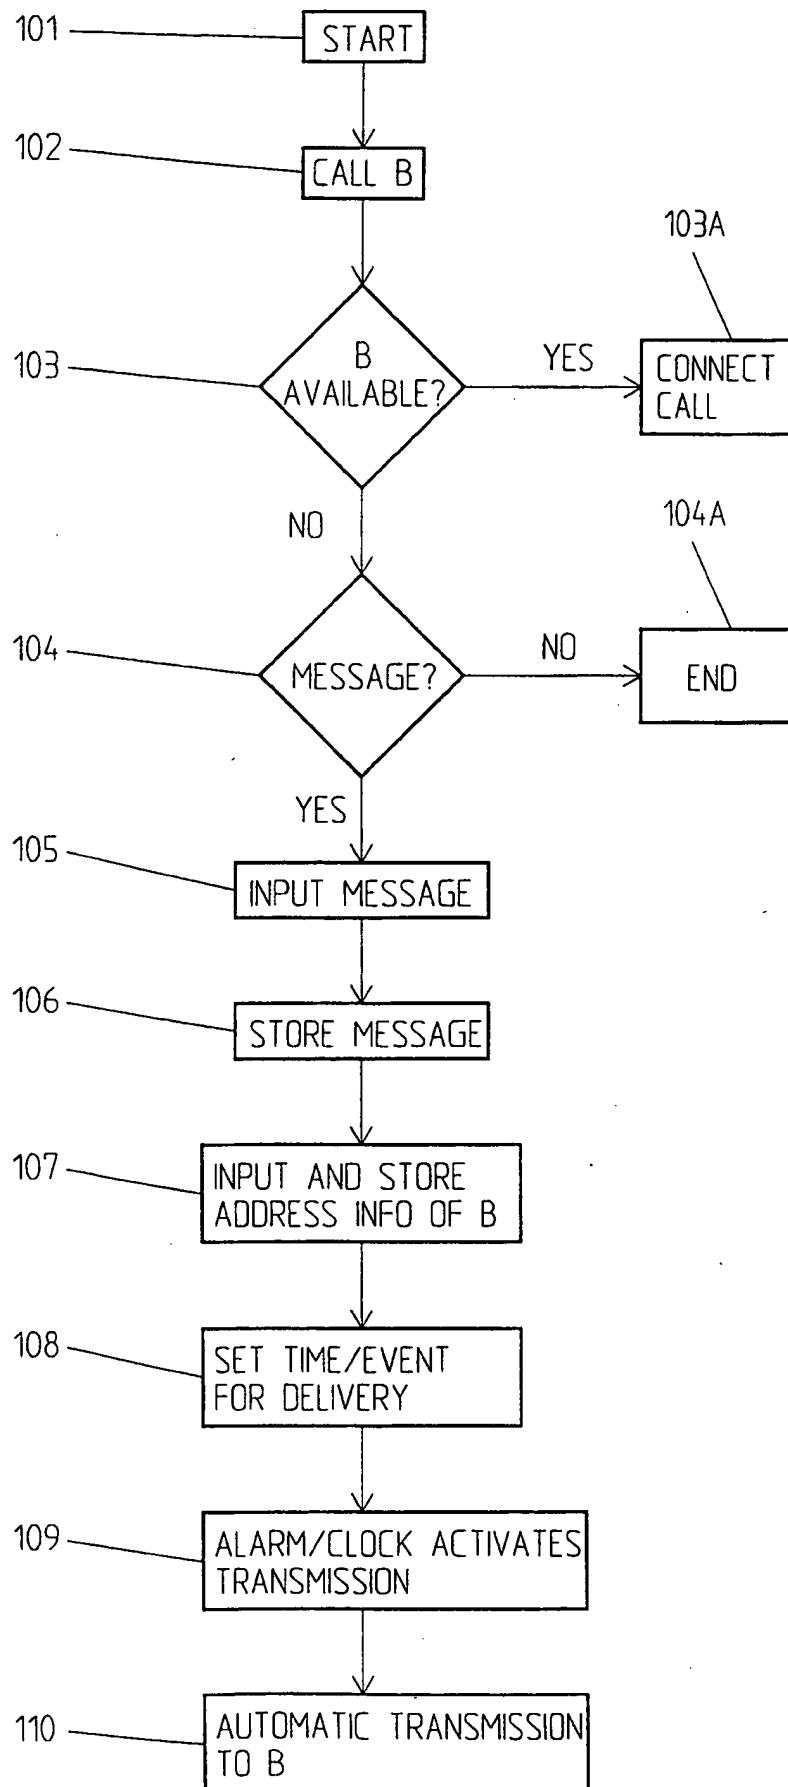 101
START
102
CALL B
103A
103
B
AVAILABLE?
YES
CONNECT
CALL
NO
104A
104
MESSAGE?
NO
END
YES
105
INPUT MESSAGE
106
STORE MESSAGE
107
INPUT AND STORE
ADDRESS INFO OF B
108
SET TIME/EVENT
FOR DELIVERY
109
ALARM/CLOCK ACTIVATES
TRANSMISSION
110
AUTOMATIC TRANSMISSION
TO B